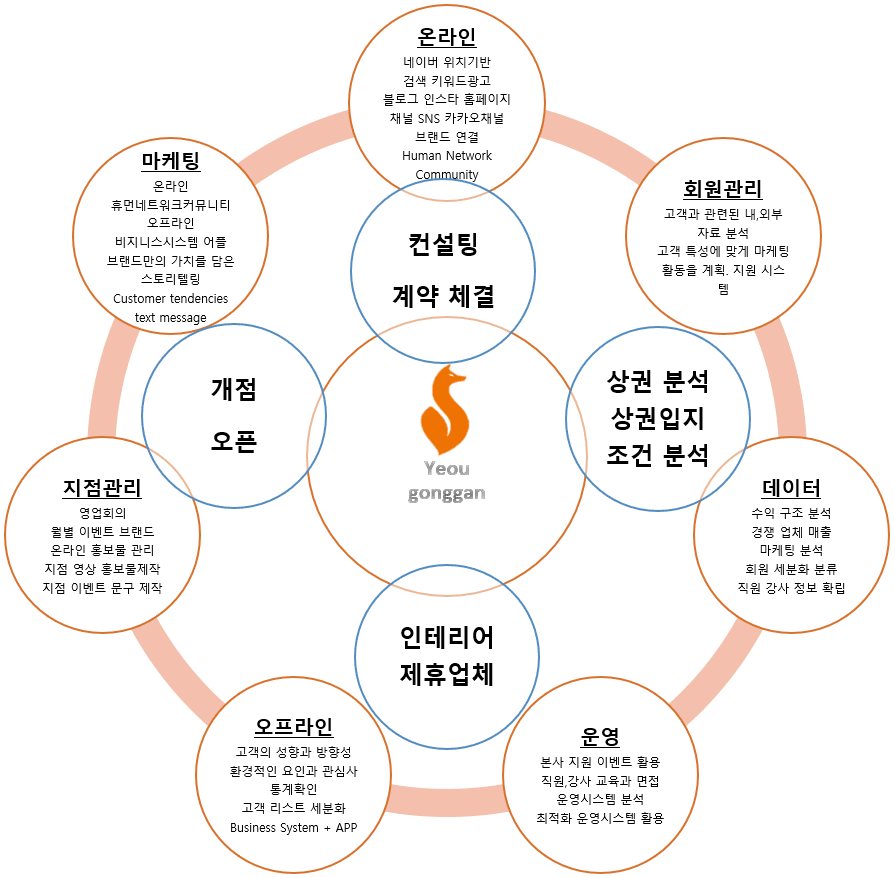 온라인
네이버 위치기반
검색 키워드광고
블로그 인스타 홈페이지
채널 SNS 카카오채널
브랜드 연결
Human Network
Community
마케팅
온라인
휴먼네트워크커뮤니티
오프라인
비지니스시스템 어플
브랜드만의 가치를 담은
스토리텔링
Customer tendencies
text message
회원관리
고객과 관련된 내,외부
자료 분석
고객 특성에 맞게 마케팅
활동을 계획. 지원 시스
템
컨설팅
계약 체결
개점
오픈
상권 분석
상권입지
조건 분석
Yeou
gonggan
지점관리
영업회의
월별 이벤트 브랜드
온라인 홍보물 관리
지점 영상 홍보물제작
지점 이벤트 문구 제작
데이터
수익 구조 분석
경쟁 업체 매출
마케팅 분석
회원 세분화 분류
직원 강사 정보 확립
인테리어
제휴업체
오프라인
고객의 성향과 방향성
환경적인 요인과 관심사
통계확인
고객 리스트 세분화
Business System + APP
운영
본사 지원 이벤트 활용
직원,강사 교육과 면접
운영시스템 분석
최적화 운영시스템 활용